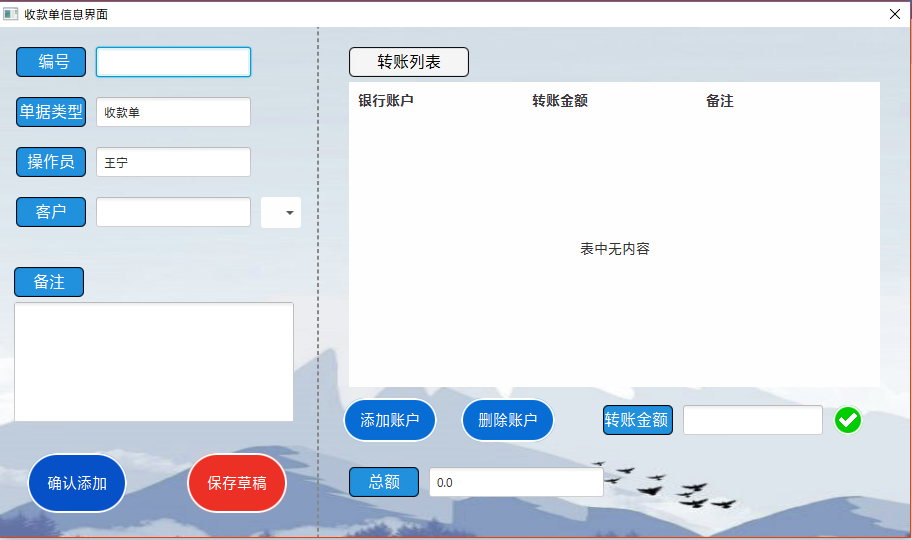 收款单信息界面
编号
单据类型
收款单
操作员
王宁
客户
备注
确认添加
保存草稿
转账列表
银行账户 转账金额 备注
表中无内容
添加账户
删除账户
转账金额
总额
0.0